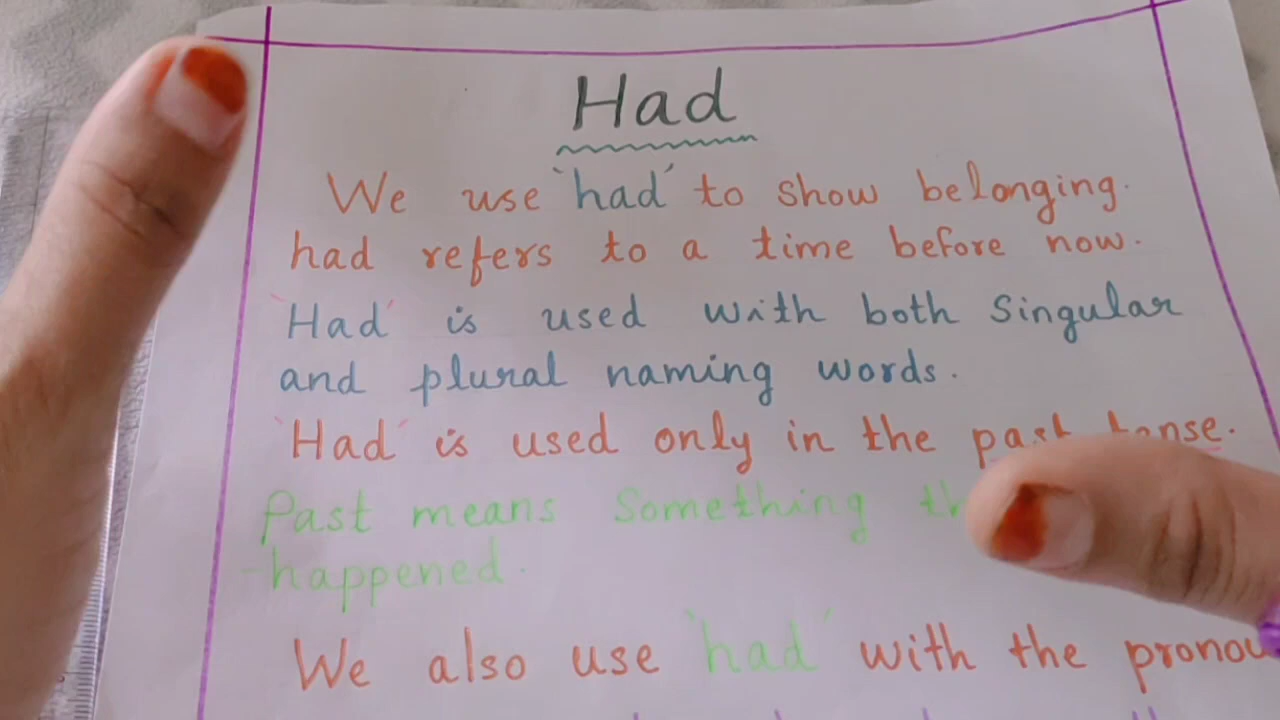 Had
We use 'had' to show belonging.
had refers to a time before now.
'Had' is used with both Singular
and plural naming words.
'Had' is used only in the past tense.
Past means Something
-happened.
We also use 'had' with the